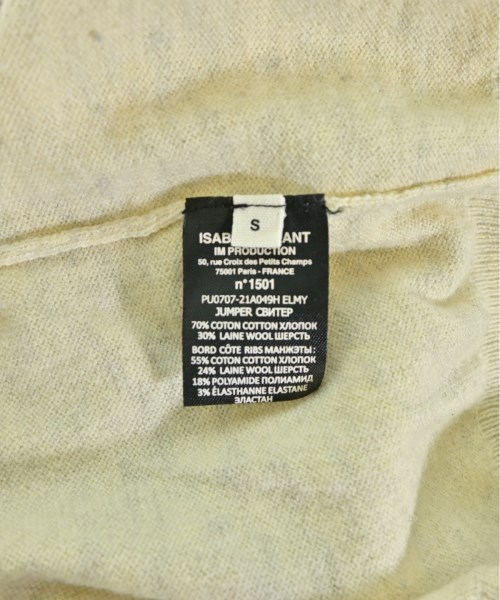 S
ISAB ANT
IM PRODUCTION
50, rue Croix des Petits Champs
75001 Paris - FRANCE
n°1501
PU0707-21A049H ELMY
JUMPER СВИТЕР
70% COTON COTTON ХЛОПОК
30% LAINE WOOL ШЕРСТЬ
BORD CÔTE RIBS МАНЖЭТЫ :
55% COTON COTTON ХЛОПОК
24% LAINE WOOL ШЕРСТЬ
18% POLYAMIDE ПОЛИАМИД
3% ÉLASTHANNE ELASTANE
ЭЛАСТАН